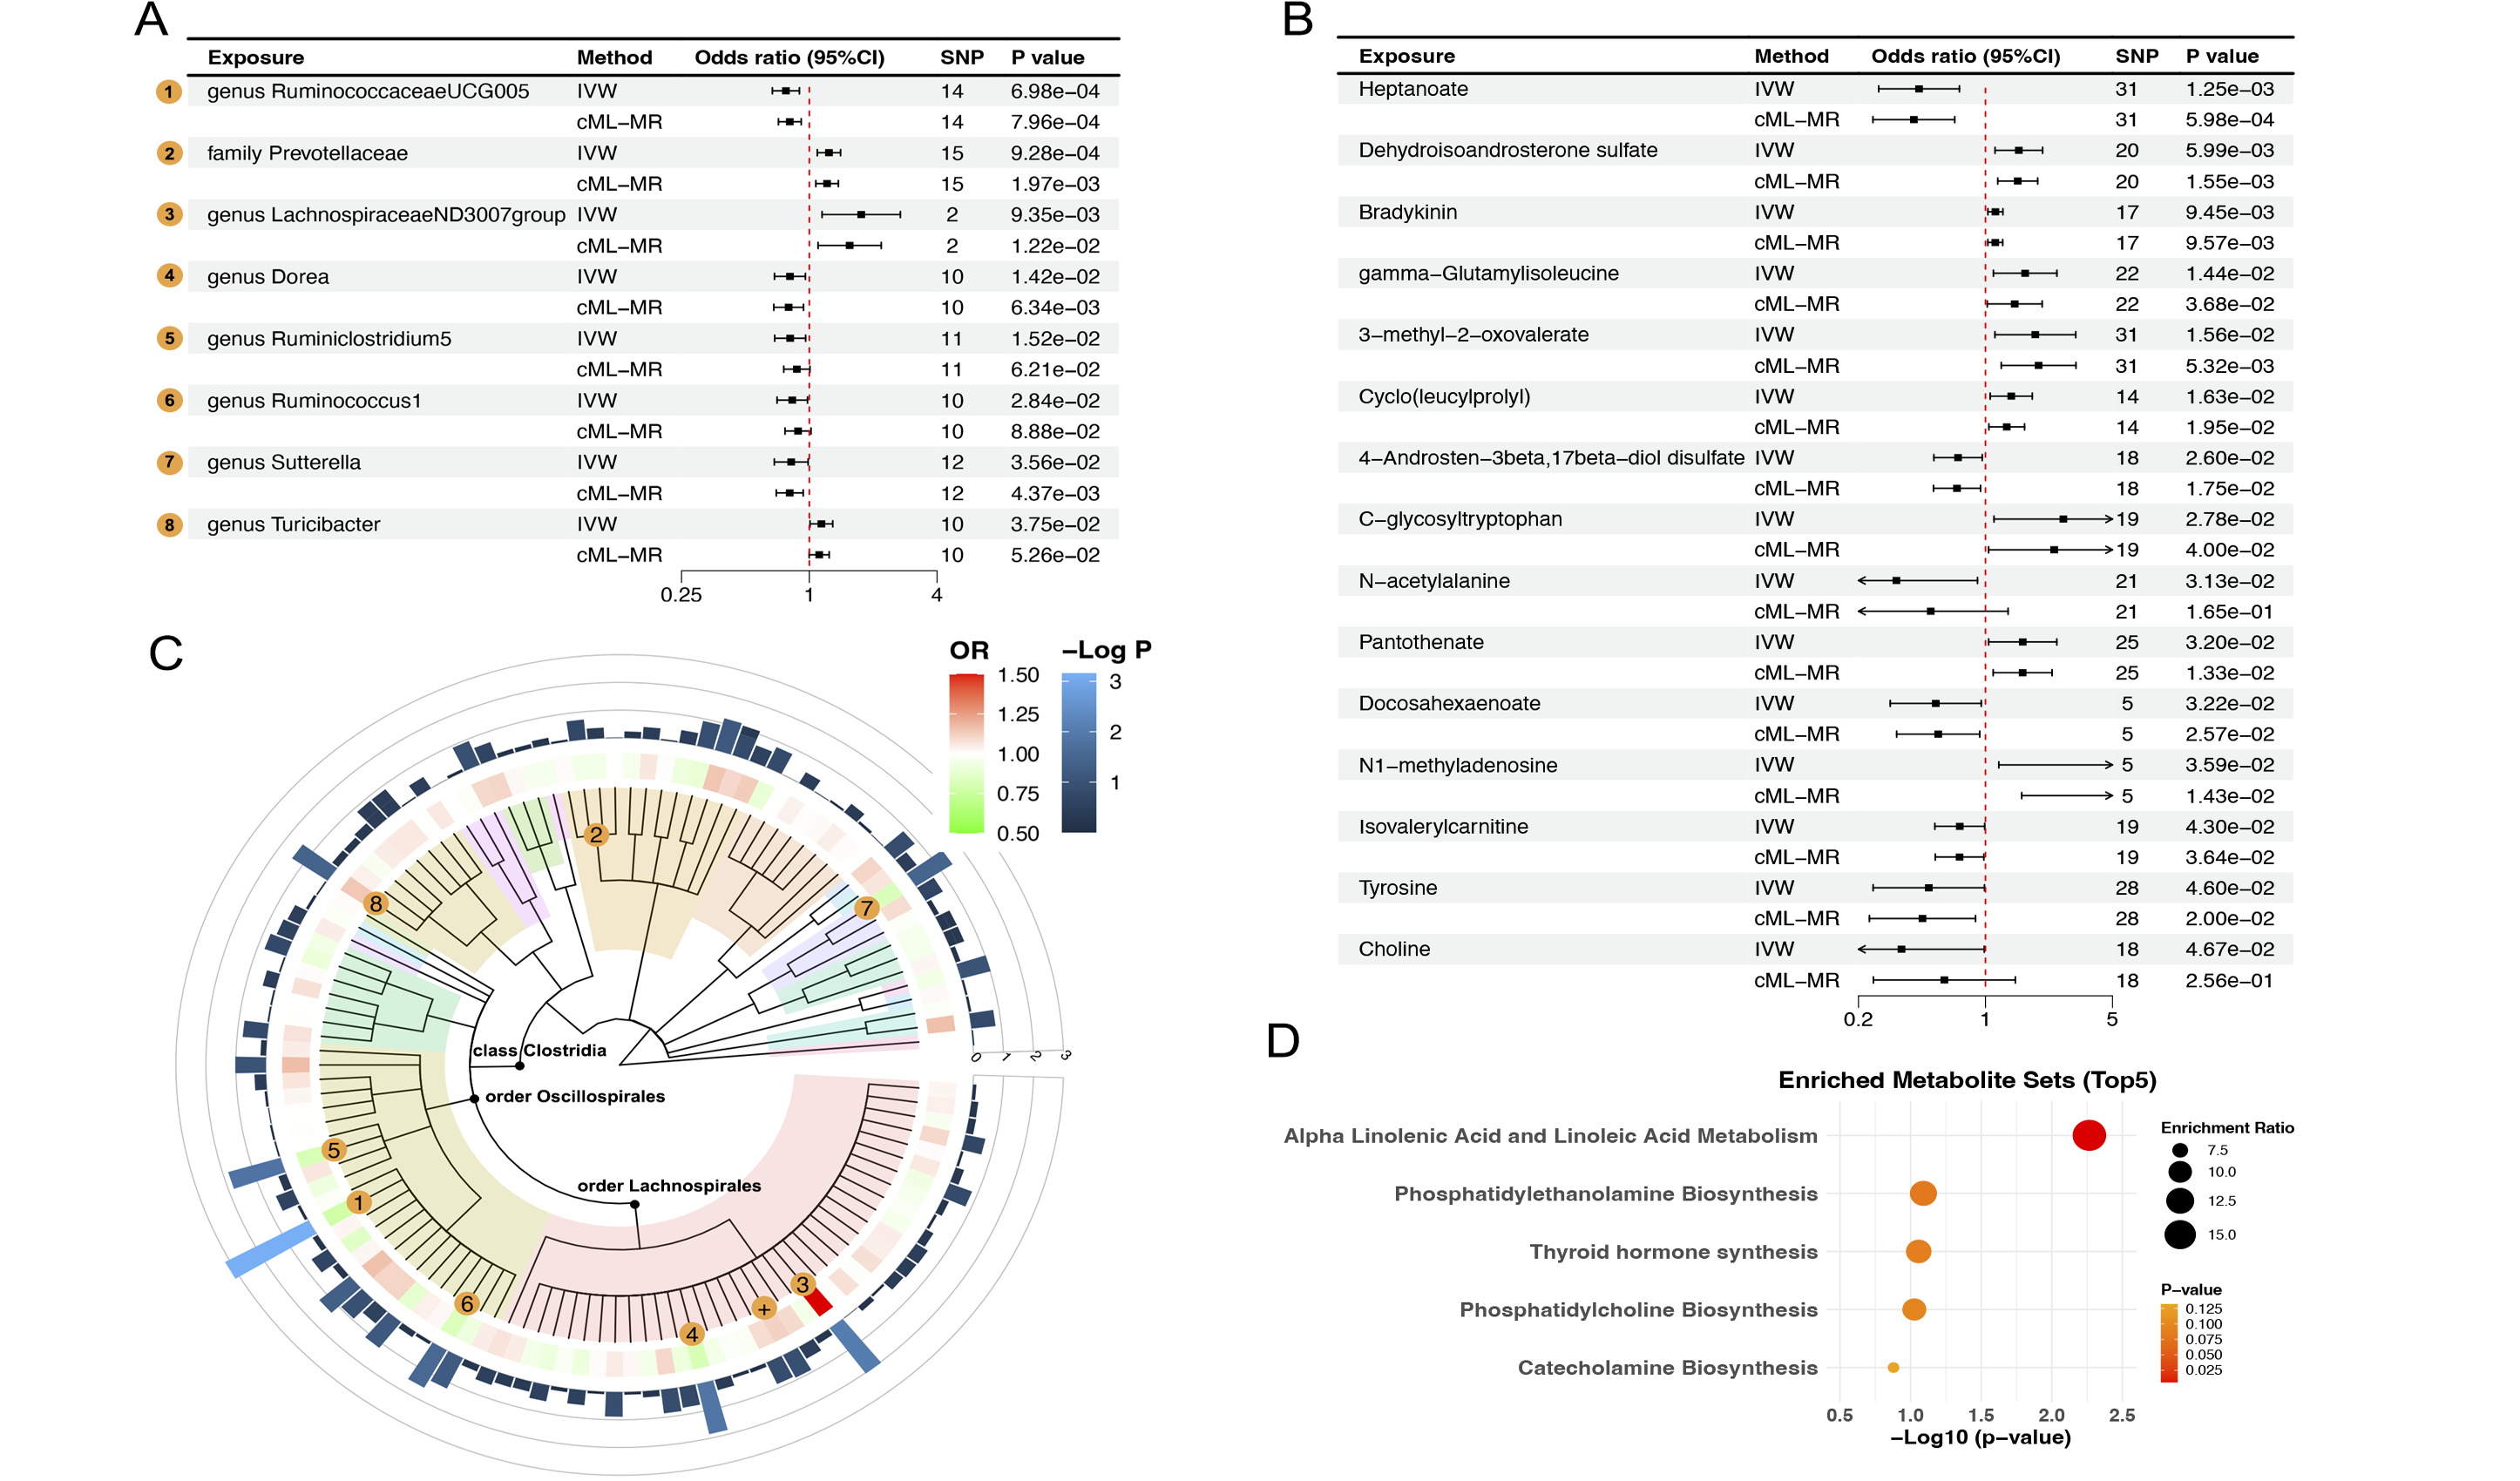 A
Exposure Method Odds ratio (95%CI) SNP P value
1 genus RuminococcaceaeUCG005 IVW 14 6.98e−04
cML−MR 14 7.96e−04
2 family Prevotellaceae IVW 15 9.28e−04
cML−MR 15 1.97e−03
3 genus LachnospiraceaeND3007group IVW 2 9.35e−03
cML−MR 2 1.22e−02
4 genus Dorea IVW 10 1.42e−02
cML−MR 10 6.34e−03
5 genus Ruminiclostridium5 IVW 11 1.52e−02
cML−MR 11 6.21e−02
6 genus Ruminococcus1 IVW 10 2.84e−02
cML−MR 10 8.88e−02
7 genus Sutterella IVW 12 3.56e−02
cML−MR 12 4.37e−03
8 genus Turicibacter IVW 10 3.75e−02
cML−MR 10 5.26e−02
0.25 1 4
B
Exposure Method Odds ratio (95%CI) SNP P value
Heptanoate IVW 31 1.25e−03
cML−MR 31 5.98e−04
Dehydroisoandrosterone sulfate IVW 20 5.99e−03
cML−MR 20 1.55e−03
Bradykinin IVW 17 9.45e−03
cML−MR 17 9.57e−03
gamma−Glutamylisoleucine IVW 22 1.44e−02
cML−MR 22 3.68e−02
3−methyl−2−oxovalerate IVW 31 1.56e−02
cML−MR 31 5.32e−03
Cyclo(leucylprolyl) IVW 14 1.63e−02
cML−MR 14 1.95e−02
4−Androsten−3beta,17beta−diol disulfate IVW 18 2.60e−02
cML−MR 18 1.75e−02
C−glycosyltryptophan IVW 19 2.78e−02
cML−MR 19 4.00e−02
N−acetylalanine IVW 21 3.13e−02
cML−MR 21 1.65e−01
Pantothenate IVW 25 3.20e−02
cML−MR 25 1.33e−02
Docosahexaenoate IVW 5 3.22e−02
cML−MR 5 2.57e−02
N1−methyladenosine IVW 5 3.59e−02
cML−MR 5 1.43e−02
Isovalerylcarnitine IVW 19 4.30e−02
cML−MR 19 3.64e−02
Tyrosine IVW 28 4.60e−02
cML−MR 28 2.00e−02
Choline IVW 18 4.67e−02
cML−MR 18 2.56e−01
0.2 1 5
C
OR −Log P
1.50 3
1.25
2
1.00
0.75 1
0.50
2
8
7
class Clostridia
0 1 2 3
order Oscillospirales
5
order Lachnospirales
1
3
6
+
4
D
Enriched Metabolite Sets (Top5)
Alpha Linolenic Acid and Linoleic Acid Metabolism
Phosphatidylethanolamine Biosynthesis
Thyroid hormone synthesis
Phosphatidylcholine Biosynthesis
Catecholamine Biosynthesis
0.5 1.0 1.5 2.0 2.5
−Log10 (p−value)
Enrichment Ratio
7.5
10.0
12.5
15.0
P−value
0.125
0.100
0.075
0.050
0.025